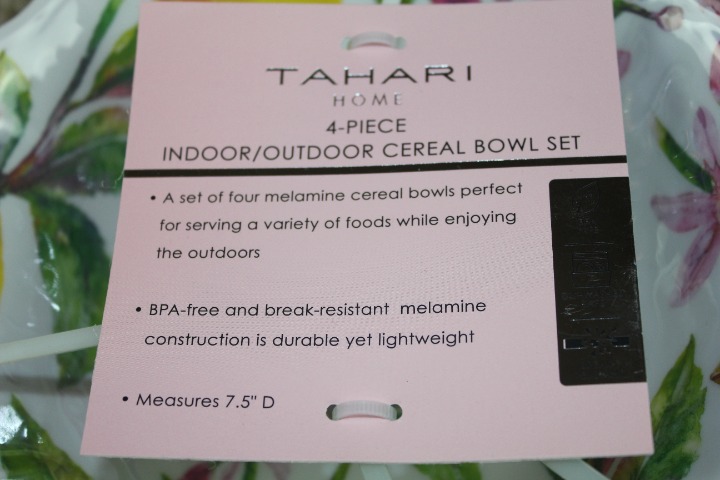 TAHARI
HOME
4-PIECE
INDOOR/OUTDOOR CEREAL BOWL SET
• A set of four melamine cereal bowls perfect
for serving a variety of foods while enjoying
the outdoors
• BPA-free and break-resistant melamine
construction is durable yet lightweight
• Measures 7.5" D